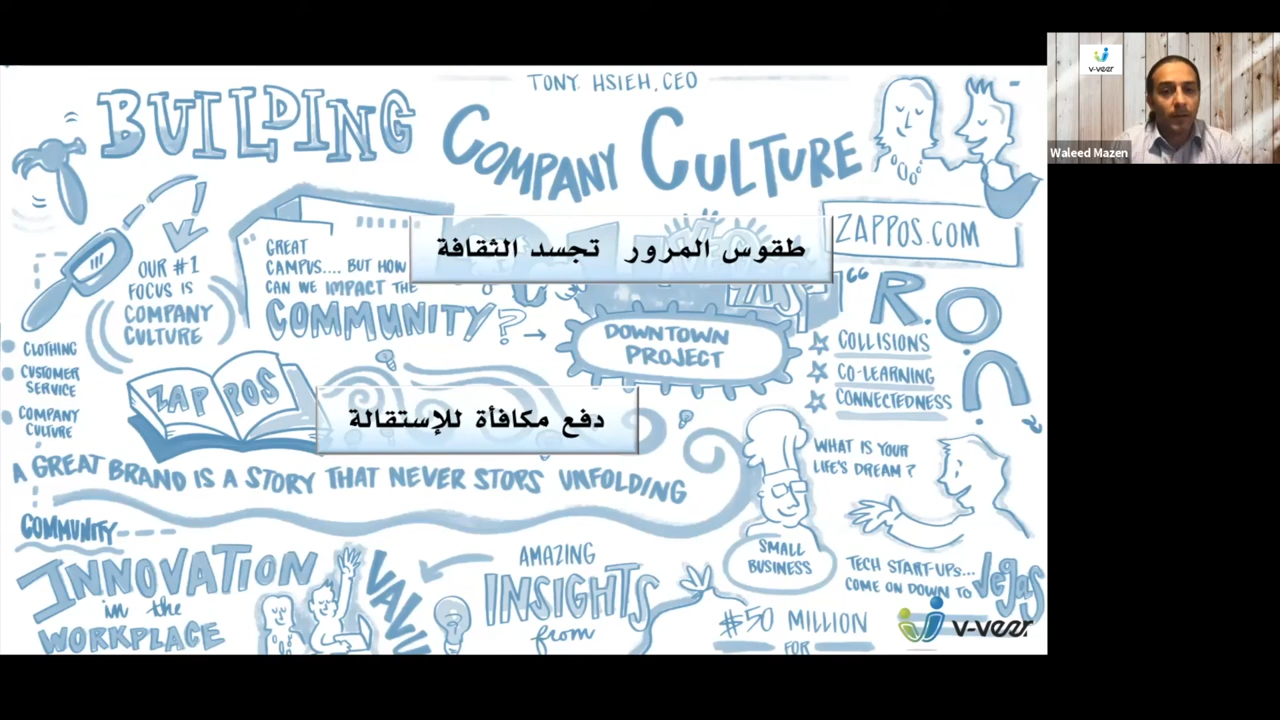 TONY HSIEH, CEO
BUILDING
COMPANY CULTURE
v-veer
Waleed Mazen
ZAPPOS.COM
طقوس المرور تجسد الثقافة
OUR #1
FOCUS IS
COMPANY
CULTURE
GREAT
CAMPUS.... BUT HOW
CAN WE IMPACT THE
COMMUNITY?
DOWNTOWN
PROJECT
"R.O
COLLISIONS
CO-LEARNING
CONNECTEDNESS
CLOTHING
CUSTOMER
SERVICE
COMPANY
CULTURE
ZAPPOS
دفع مكافأة للإستقالة
A GREAT BRAND IS A STORY THAT NEVER STOPS UNFOLDING
WHAT IS YOUR
LIFE'S DREAM?
COMMUNITY
INNOVATION
in the
WORKPLACE
AMAZING
INSIGHTS
from
SMALL
BUSINESS
TECH START-UPS...
COME ON DOWN TO Vegas
$50 MILLION
FOR
v-veer